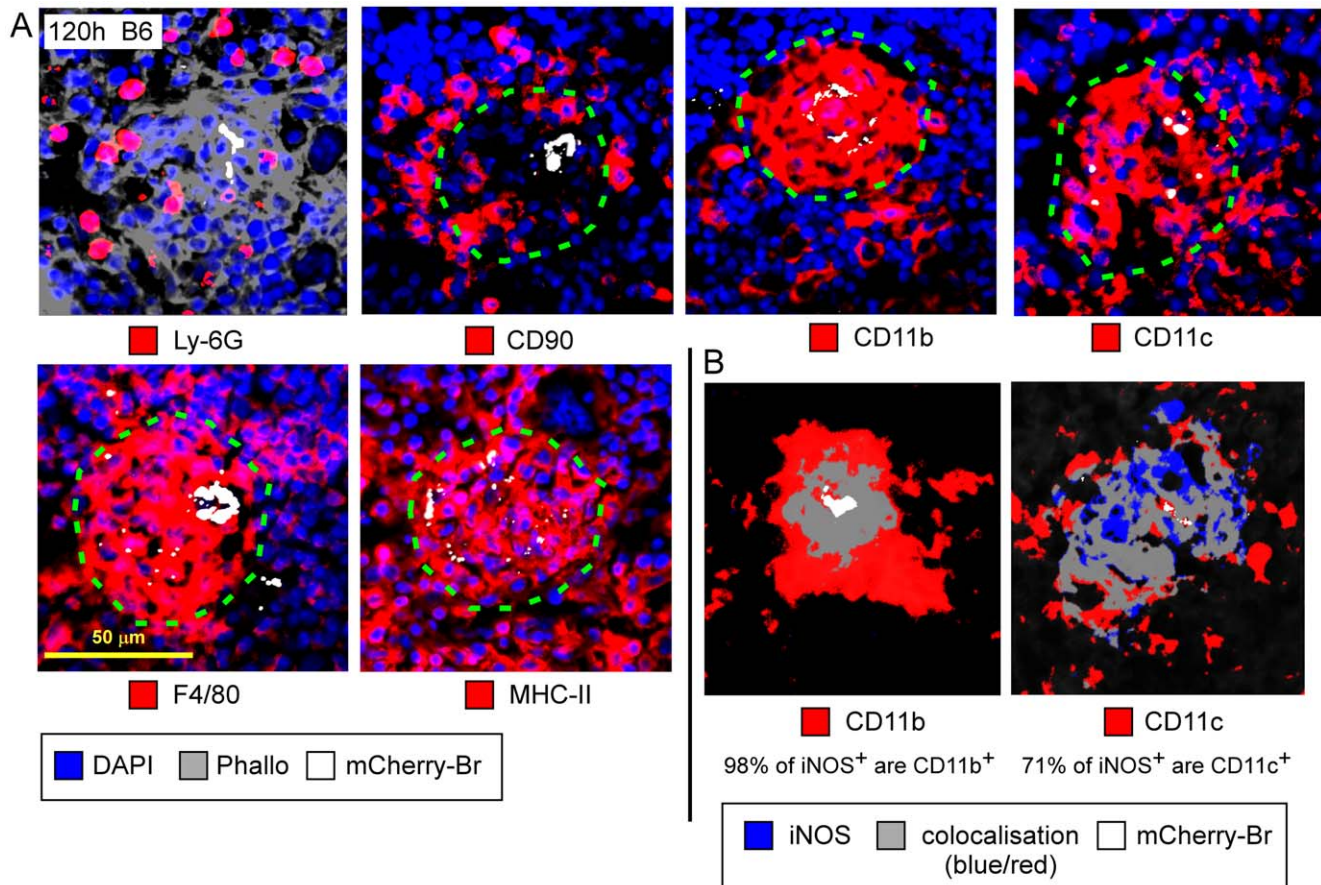 A
120h B6
Ly-6G
CD90
CD11b
CD11c
50 µm
F4/80
MHC-II
DAPI Phallo mCherry-Br
B
CD11b
CD11c
98% of iNOS⁺ are CD11b⁺
71% of iNOS⁺ are CD11c⁺
iNOS colocalisation mCherry-Br
(blue/red)